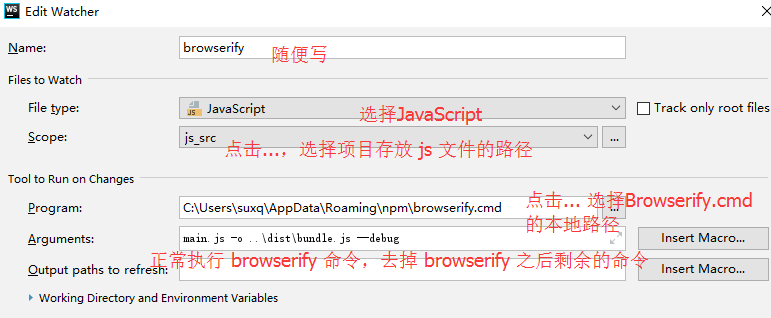 WS Edit Watcher
Name: browserify
随便写
Files to Watch
File type: JavaScript Track only root files
选择JavaScript
Scope: js_src ...
点击...，选择项目存放 js 文件的路径
Tool to Run on Changes
点击... 选择Browserify.cmd
Program: C:\Users\suxq\AppData\Roaming\npm\browserify.cmd ...
的本地路径
Arguments: main.js -o ..\dist\bundle.js --debug Insert Macro...
正常执行 browserify 命令，去掉 browserify 之后剩余的命令
Output paths to refresh: Insert Macro...
Working Directory and Environment Variables